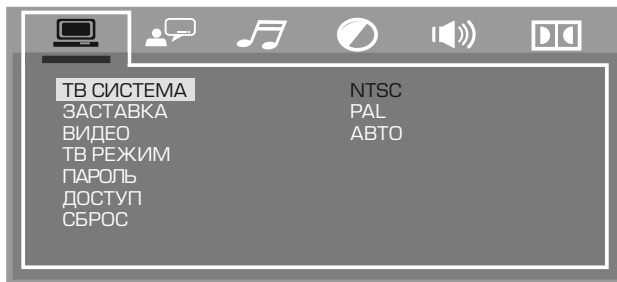 ТВ СИСТЕМА
ЗАСТАВКА
ВИДЕО
ТВ РЕЖИМ
ПАРОЛЬ
ДОСТУП
СБРОС
NTSC
PAL
АВТО